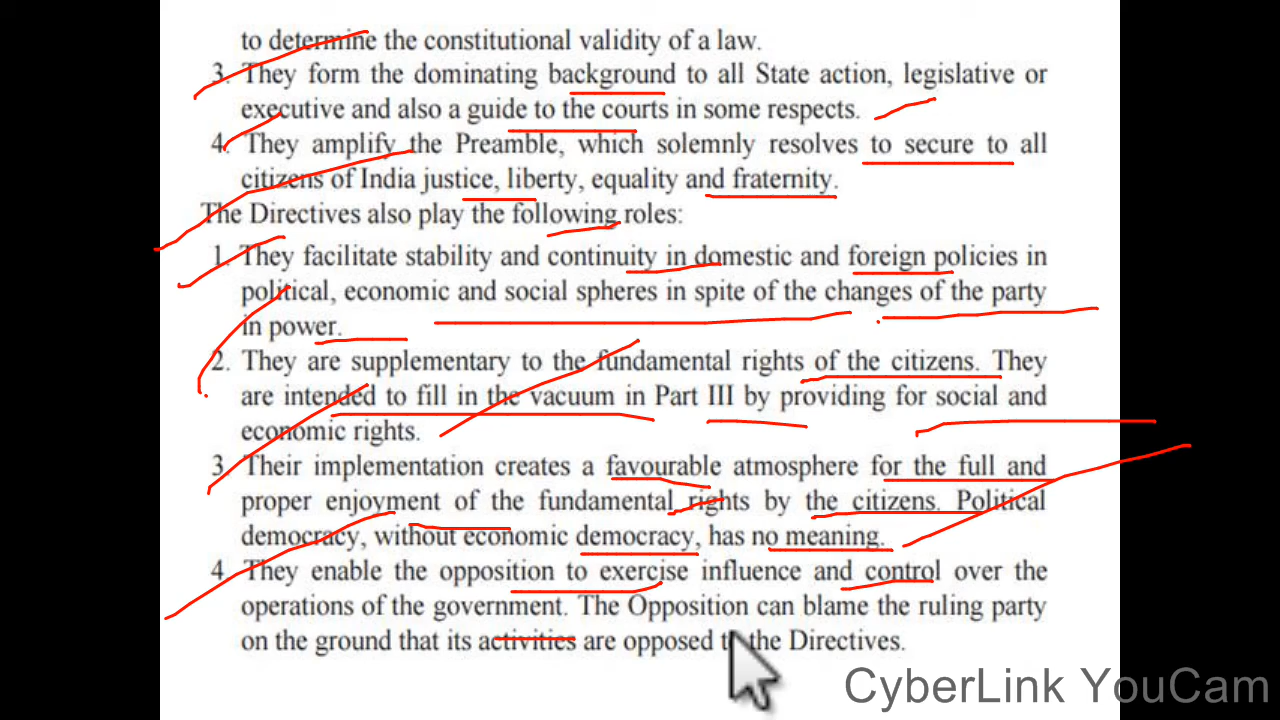 to determine the constitutional validity of a law.
3. They form the dominating background to all State action, legislative or
executive and also a guide to the courts in some respects.
4. They amplify the Preamble, which solemnly resolves to secure to all
citizens of India justice, liberty, equality and fraternity.
The Directives also play the following roles:
1. They facilitate stability and continuity in domestic and foreign policies in
political, economic and social spheres in spite of the changes of the party
in power.
2. They are supplementary to the fundamental rights of the citizens. They
are intended to fill in the vacuum in Part III by providing for social and
economic rights.
3. Their implementation creates a favourable atmosphere for the full and
proper enjoyment of the fundamental rights by the citizens. Political
democracy, without economic democracy, has no meaning.
4. They enable the opposition to exercise influence and control over the
operations of the government. The Opposition can blame the ruling party
on the ground that its activities are opposed to the Directives.
CyberLink YouCam